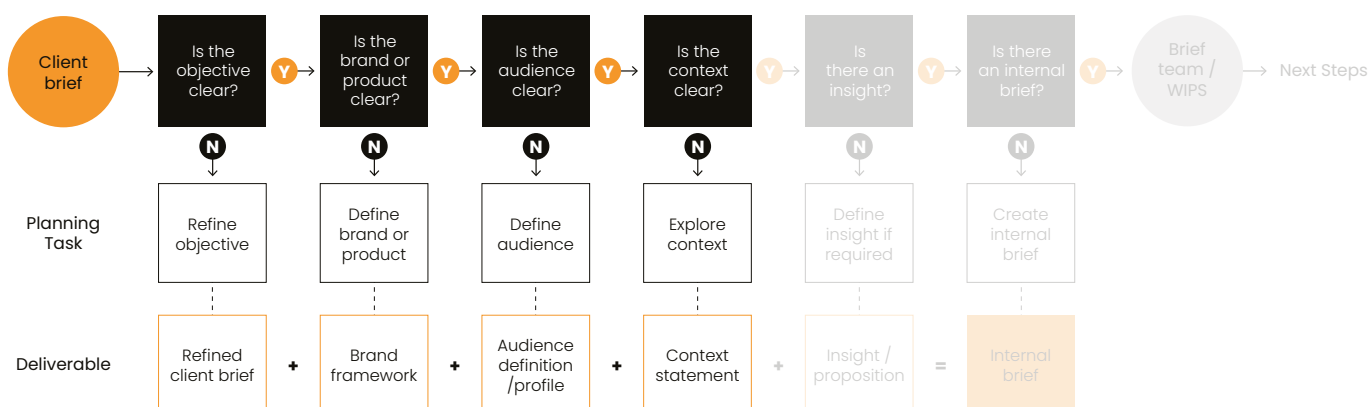 Client
brief
Is the
objective
clear?
Y
Is the
brand or
product
clear?
Y
Is the
audience
clear?
Y
Is the
context
clear?
Y
Is
there an
insight?
Y
Is there
an internal
brief?
Y
Brief
team /
WIPS
Next Steps
N
N
N
N
N
N
Planning
Task
Refine
objective
Define
brand or
product
Define
audience
Explore
context
Define
insight if
required
Create
internal
brief
Deliverable
Refined
client brief
+
Brand
framework
+
Audience
definition
/profile
+
Context
statement
+
Insight /
proposition
=
Internal
brief